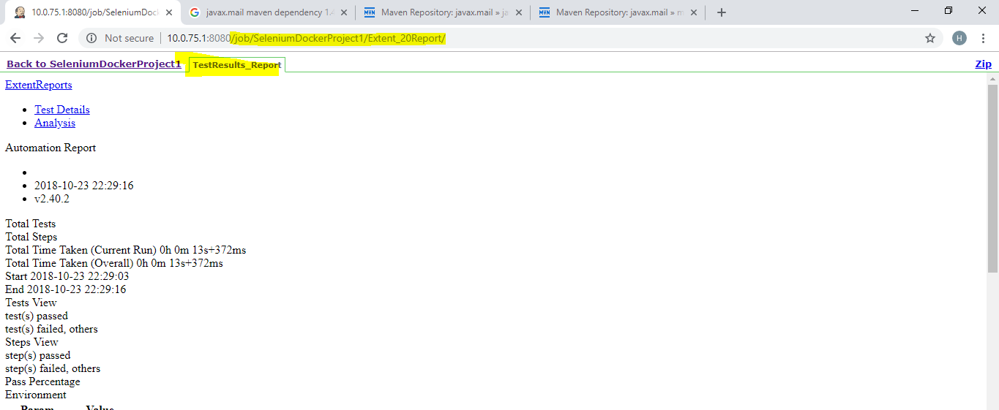 10.0.75.1:8080/job/SeleniumDock
javax.mail maven dependency 1.4
Maven Repository: javax.mail » ja
Maven Repository: javax.mail » m
Not secure
10.0.75.1:8080/job/SeleniumDockerProject1/Extent_20Report/
H
Back to SeleniumDockerProject1
TestResults_Report
Zip
ExtentReports
Test Details
Analysis
Automation Report
2018-10-23 22:29:16
v2.40.2
Total Tests
Total Steps
Total Time Taken (Current Run) 0h 0m 13s+372ms
Total Time Taken (Overall) 0h 0m 13s+372ms
Start 2018-10-23 22:29:03
End 2018-10-23 22:29:16
Tests View
test(s) passed
test(s) failed, others
Steps View
step(s) passed
step(s) failed, others
Pass Percentage
Environment
Param Value